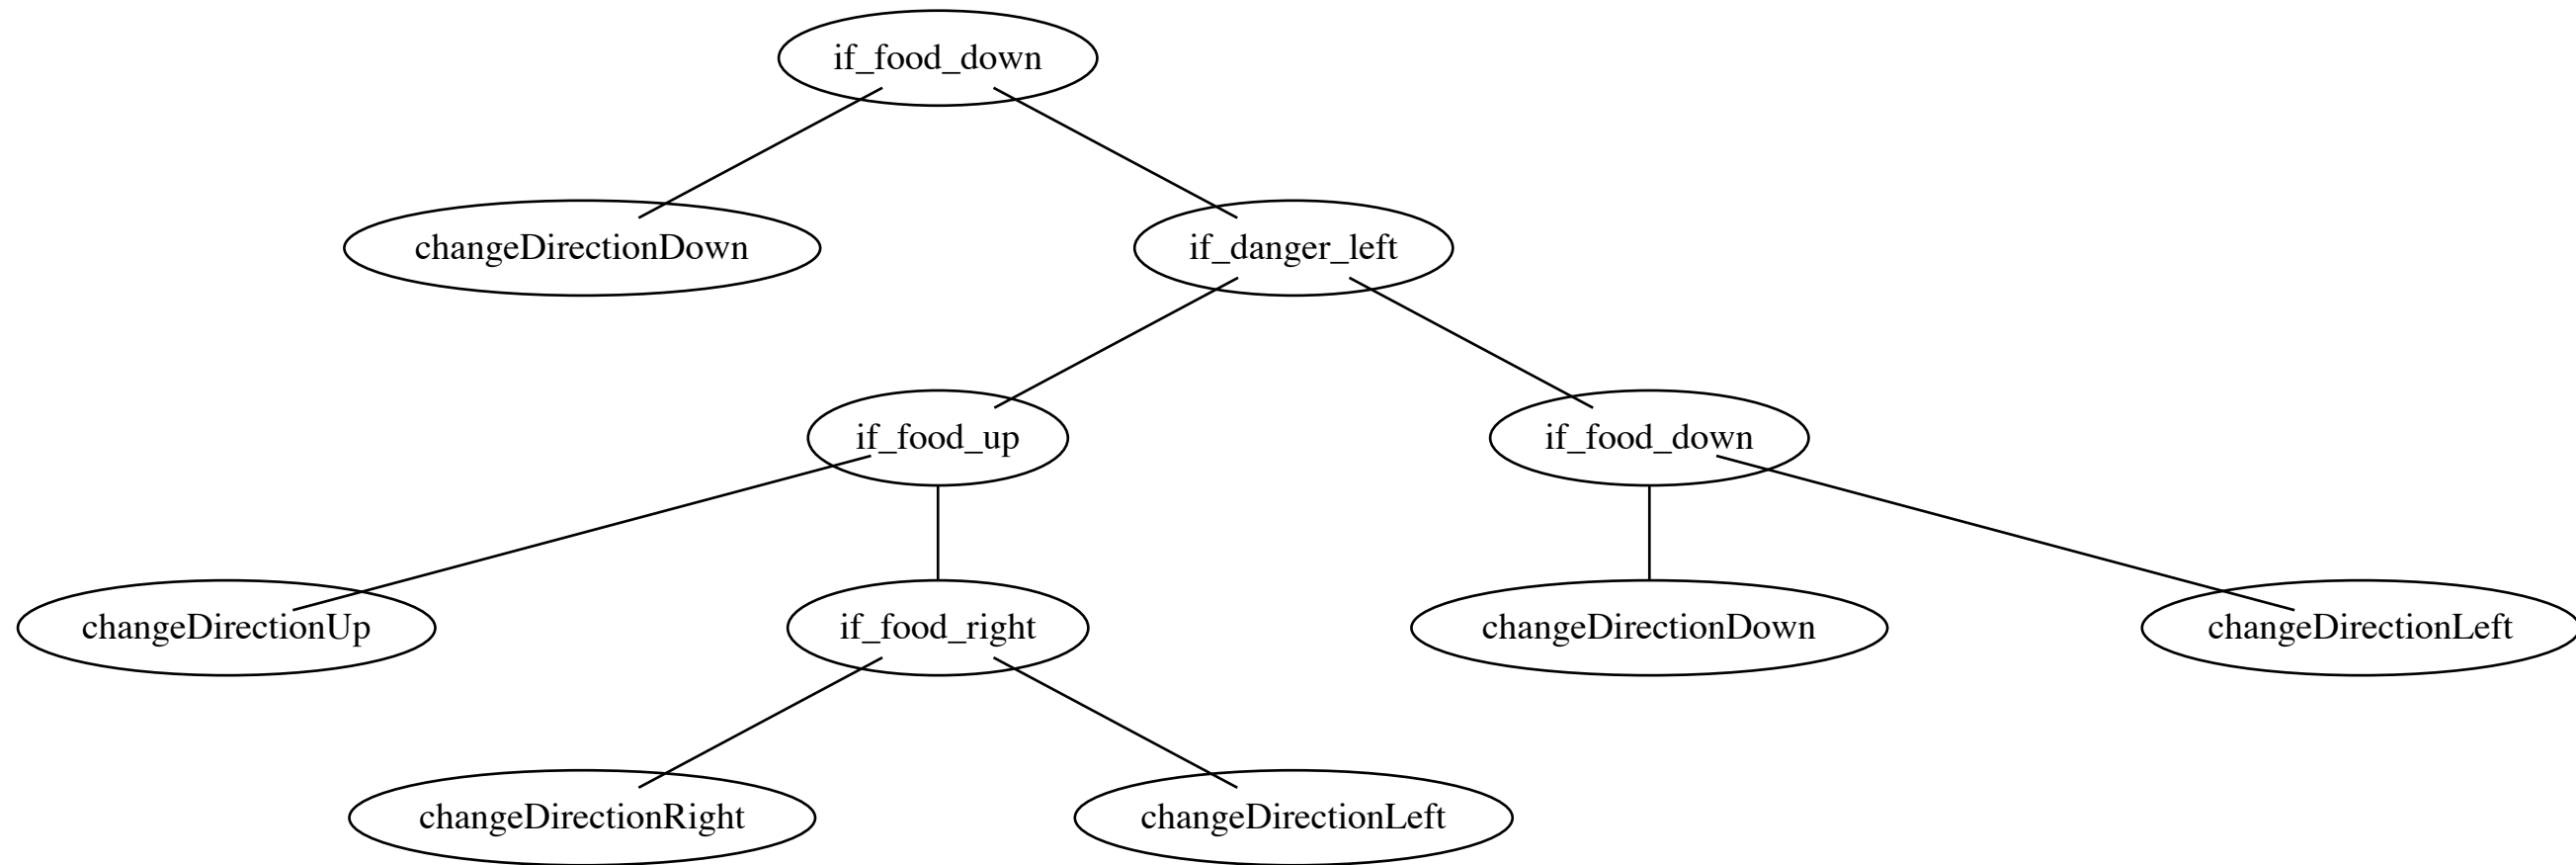 if_food_down
changeDirectionDown
if_danger_left
if_food_up
if_food_down
changeDirectionUp
if_food_right
changeDirectionDown
changeDirectionLeft
changeDirectionRight
changeDirectionLeft